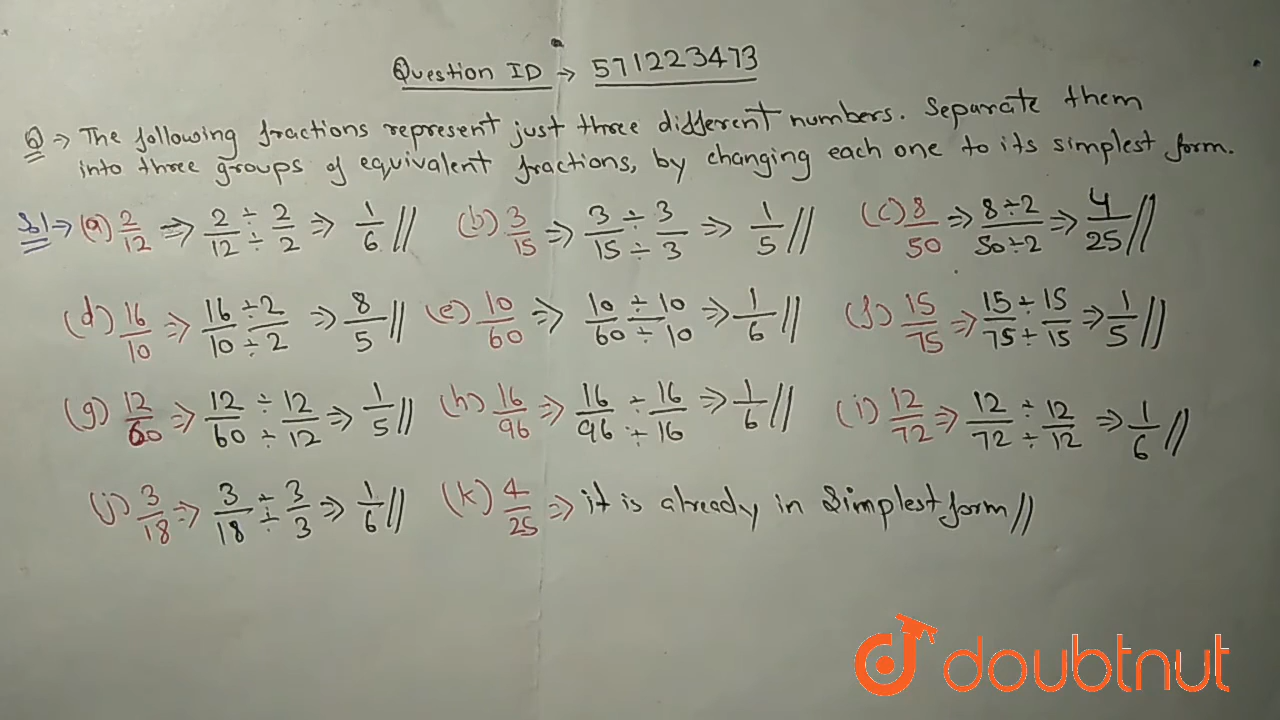 Question ID → 571223473
Q → The following fractions represent just three different numbers. Separate them
into three groups of equivalent fractions, by changing each one to its simplest form.
Sol → (a) 2/12 ⇒ 2÷2/12÷2 ⇒ 1/6 // (b) 3/15 ⇒ 3÷3/15÷3 ⇒ 1/5 // (c) 8/50 ⇒ 8÷2/50÷2 ⇒ 4/25 //
(d) 16/10 ⇒ 16÷2/10÷2 ⇒ 8/5 // (e) 10/60 ⇒ 10÷10/60÷10 ⇒ 1/6 // (f) 15/75 ⇒ 15÷15/75÷15 ⇒ 1/5 //
(g) 12/60 ⇒ 12÷12/60÷12 ⇒ 1/5 // (h) 16/96 ⇒ 16÷16/96÷16 ⇒ 1/6 // (i) 12/72 ⇒ 12÷12/72÷12 ⇒ 1/6 //
(j) 3/18 ⇒ 3÷3/18÷3 ⇒ 1/6 // (k) 4/25 ⇒ it is already in Simplest form //
doubtnut